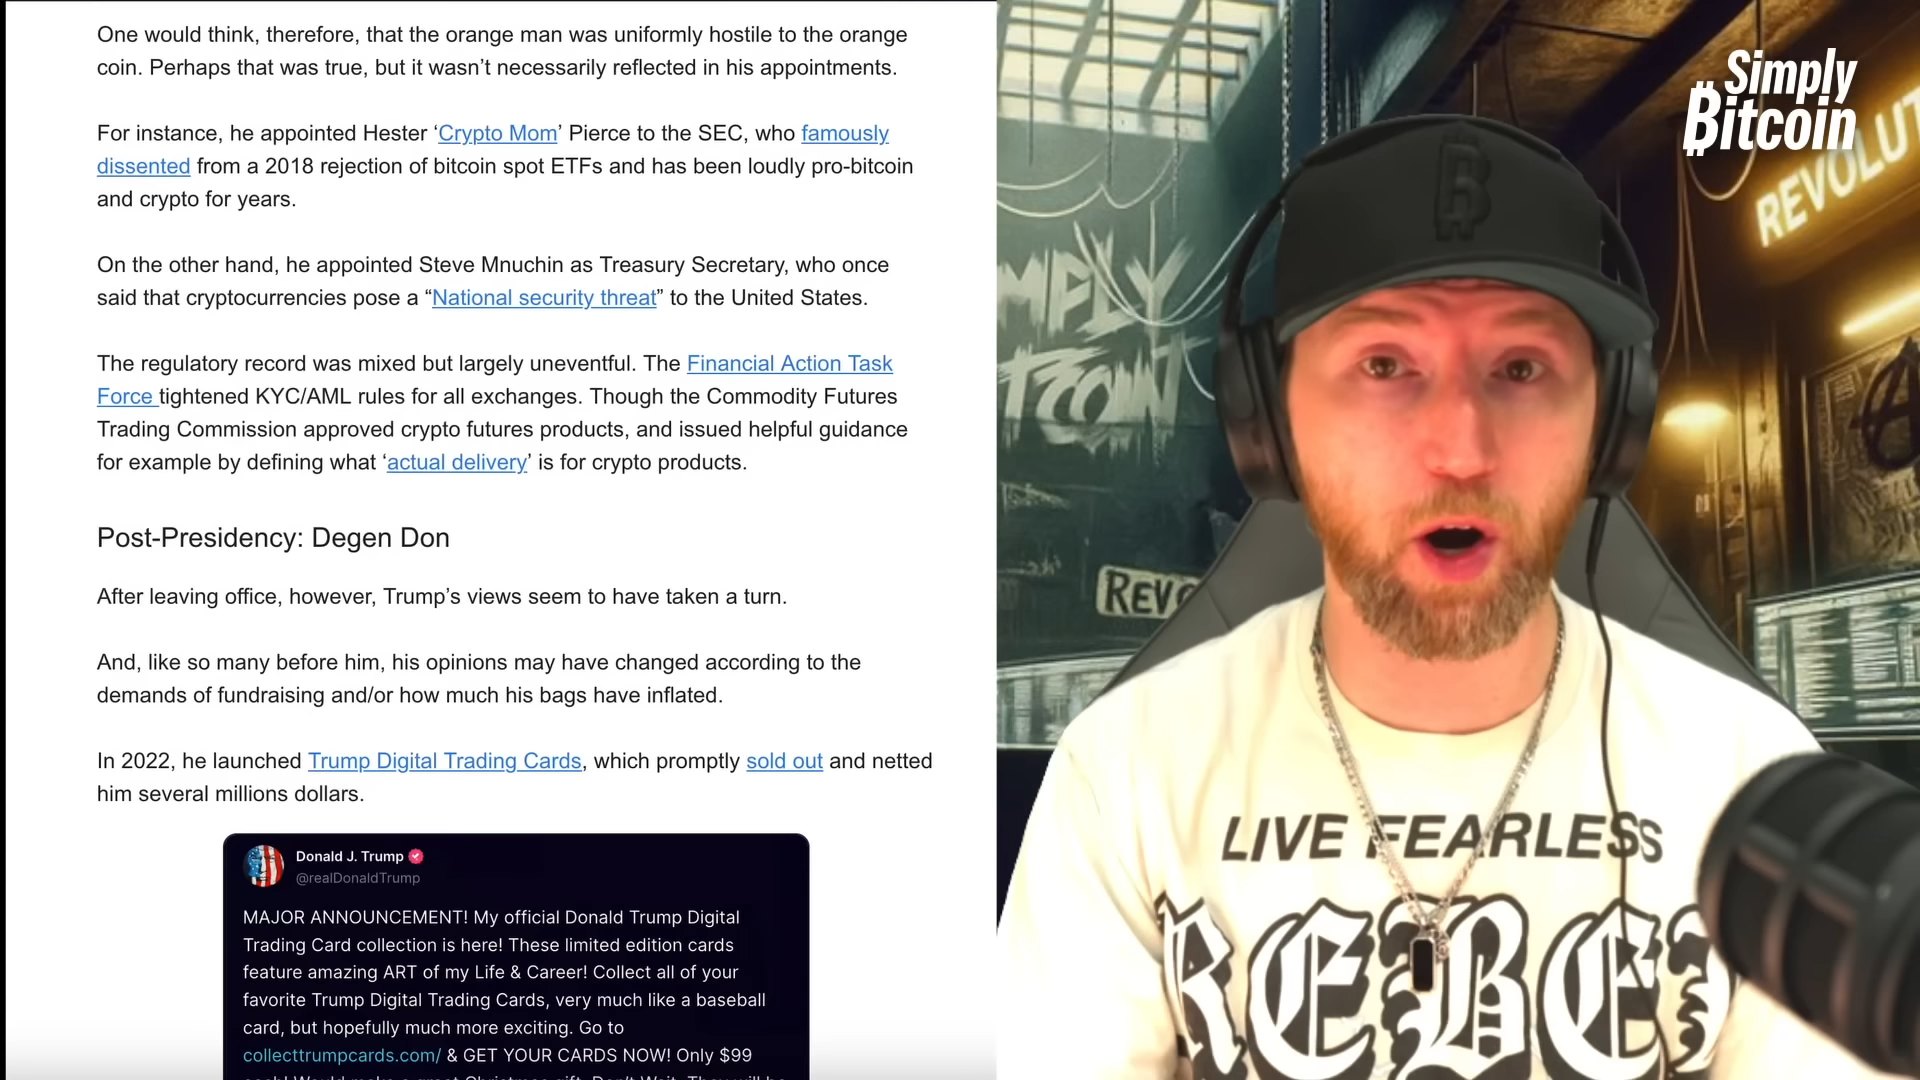 One would think, therefore, that the orange man was uniformly hostile to the orange
coin. Perhaps that was true, but it wasn’t necessarily reflected in his appointments.
For instance, he appointed Hester ‘Crypto Mom’ Pierce to the SEC, who famously
dissented from a 2018 rejection of bitcoin spot ETFs and has been loudly pro-bitcoin
and crypto for years.
On the other hand, he appointed Steve Mnuchin as Treasury Secretary, who once
said that cryptocurrencies pose a “National security threat” to the United States.
The regulatory record was mixed but largely uneventful. The Financial Action Task
Force tightened KYC/AML rules for all exchanges. Though the Commodity Futures
Trading Commission approved crypto futures products, and issued helpful guidance
for example by defining what ‘actual delivery’ is for crypto products.
Post-Presidency: Degen Don
After leaving office, however, Trump’s views seem to have taken a turn.
And, like so many before him, his opinions may have changed according to the
demands of fundraising and/or how much his bags have inflated.
In 2022, he launched Trump Digital Trading Cards, which promptly sold out and netted
him several millions dollars.
Donald J. Trump
@realDonaldTrump
MAJOR ANNOUNCEMENT! My official Donald Trump Digital
Trading Card collection is here! These limited edition cards
feature amazing ART of my Life & Career! Collect all of your
favorite Trump Digital Trading Cards, very much like a baseball
card, but hopefully much more exciting. Go to
collecttrumpcards.com/ & GET YOUR CARDS NOW! Only $99
Simply
Bitcoin
REVOLUT
MPLY
TCOIN
REVO
LIVE FEARLESS
REBEL